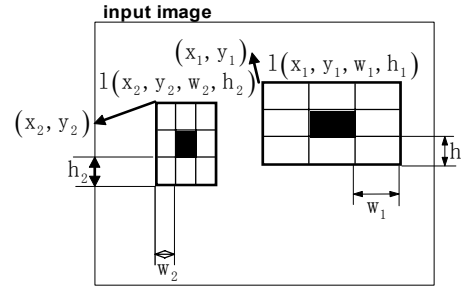 input image
(x₁, y₁)
l(x₁, y₁, w₁, h₁)
l(x₂, y₂, w₂, h₂)
(x₂, y₂)
h
h₂
w₁
w₂